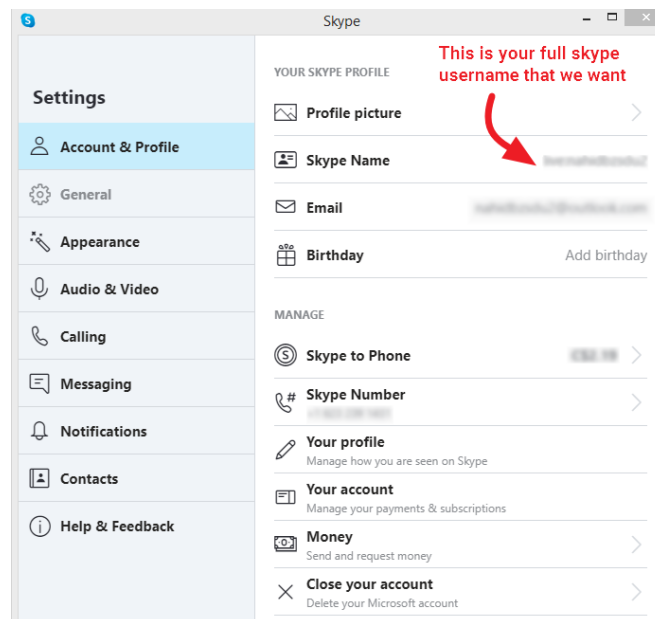 Skype
This is your full skype
username that we want
Settings
Account & Profile
General
Appearance
Audio & Video
Calling
Messaging
Notifications
Contacts
Help & Feedback
YOUR SKYPE PROFILE
Profile picture
Skype Name
Email
Birthday
Add birthday
MANAGE
Skype to Phone
Skype Number
Your profile
Manage how you are seen on Skype
Your account
Manage your payments & subscriptions
Money
Send and request money
Close your account
Delete your Microsoft account